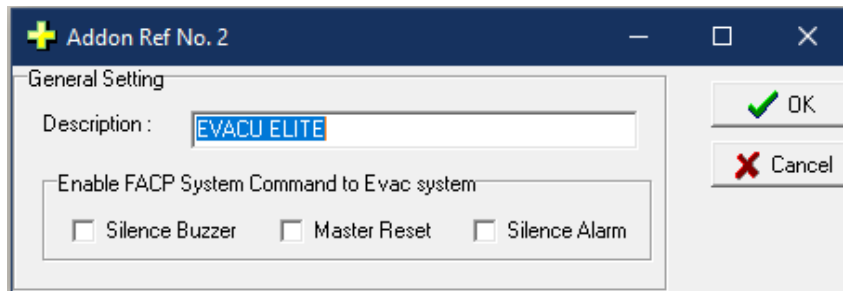 Addon Ref No. 2
General Setting
Description : EVACU ELITE
OK
Cancel
Enable FACP System Command to Evac system
Silence Buzzer Master Reset Silence Alarm